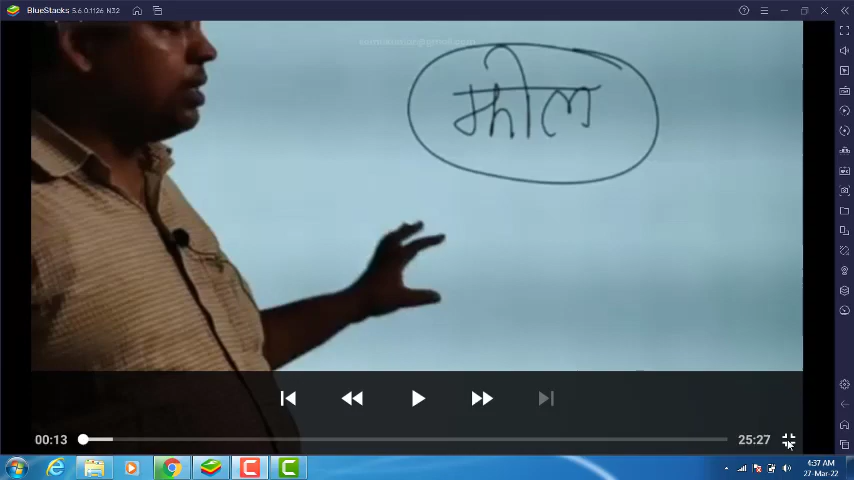 BlueStacks 5.6.0.1126 N32
झील
00:13
25:27
4:37 AM
27-Mar-22